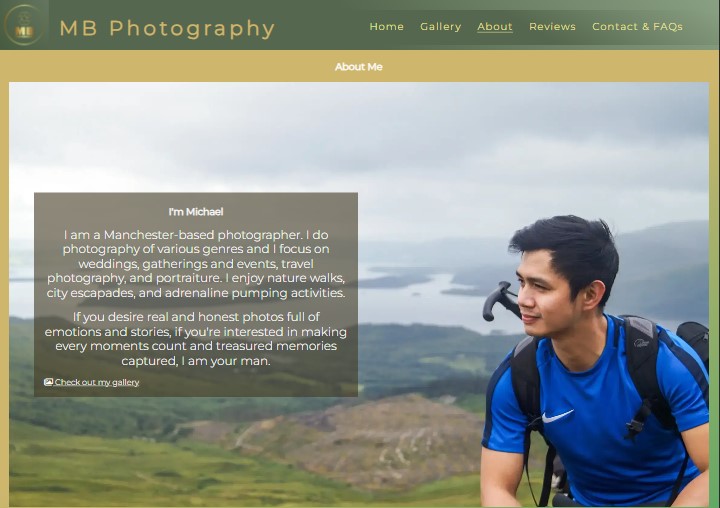 MB
MB Photography
Home Gallery About Reviews Contact & FAQs
About Me
I'm Michael
I am a Manchester-based photographer. I do
photography of various genres and I focus on
weddings, gatherings and events, travel
photography, and portraiture. I enjoy nature walks,
city escapades, and adrenaline pumping activities.
If you desire real and honest photos full of
emotions and stories, if you're interested in making
every moments count and treasured memories
captured, I am your man.
Check out my gallery